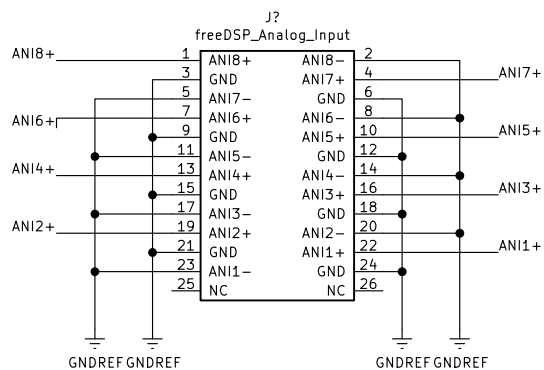 J?
freeDSP_Analog_Input
ANI8+ 1 ANI8+ ANI8- 2
3 GND ANI7+ 4 ANI7+
5 ANI7- GND 6
ANI6+ 7 ANI6+ ANI6- 8
9 GND ANI5+ 10 ANI5+
11 ANI5- GND 12
ANI4+ 13 ANI4+ ANI4- 14
15 GND ANI3+ 16 ANI3+
17 ANI3- GND 18
ANI2+ 19 ANI2+ ANI2- 20
21 GND ANI1+ 22 ANI1+
23 ANI1- GND 24
25 NC NC 26
GNDREF GNDREF GNDREF GNDREF